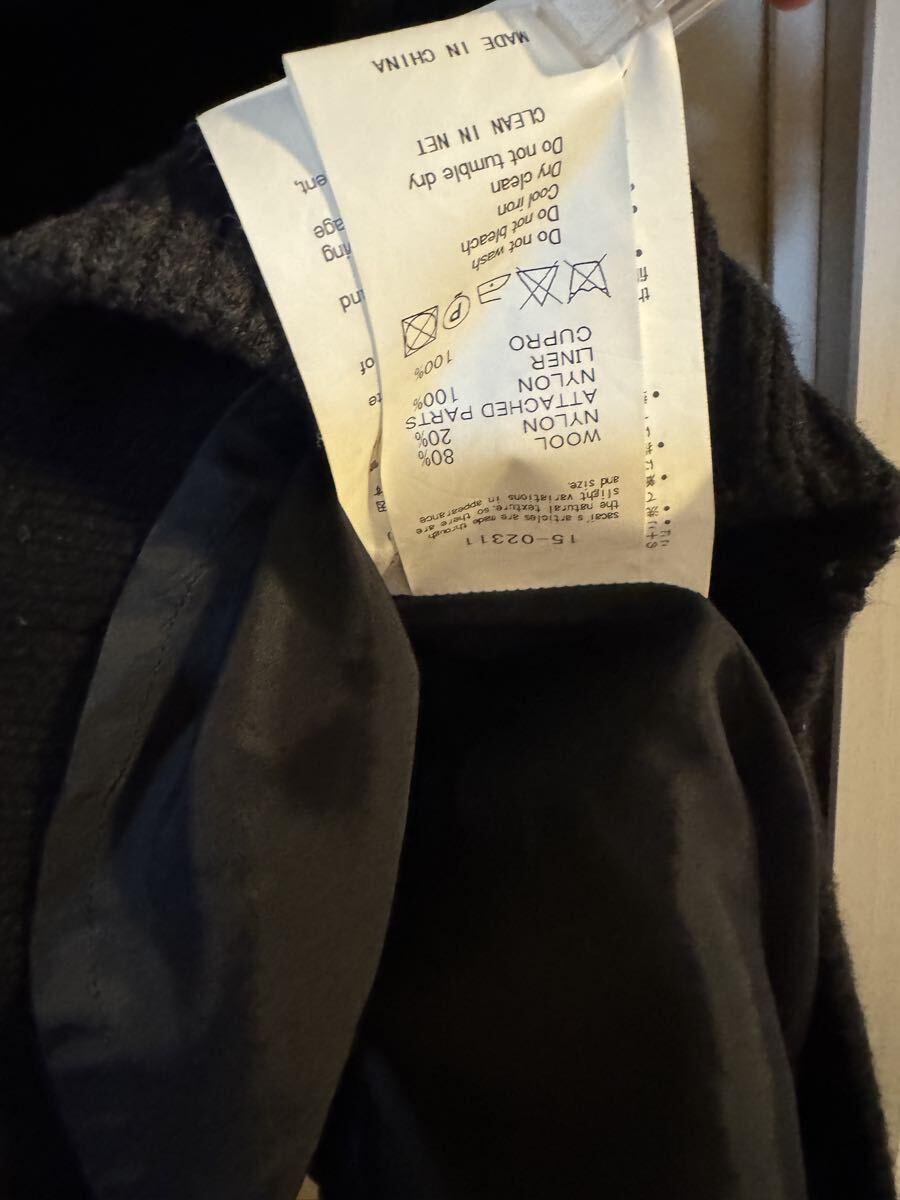 15-02311
sacai's articles are made through
the natural texture. so there are
slight variations in appearance
and size.
WOOL 80%
NYLON 20%
ATTACHED PARTS
NYLON 100%
LINER
CUPRO 100%
P
Do not wash
Do not bleach
Cool iron
Dry clean
Do not tumble dry
CLEAN IN NET
MADE IN CHINA
of
age